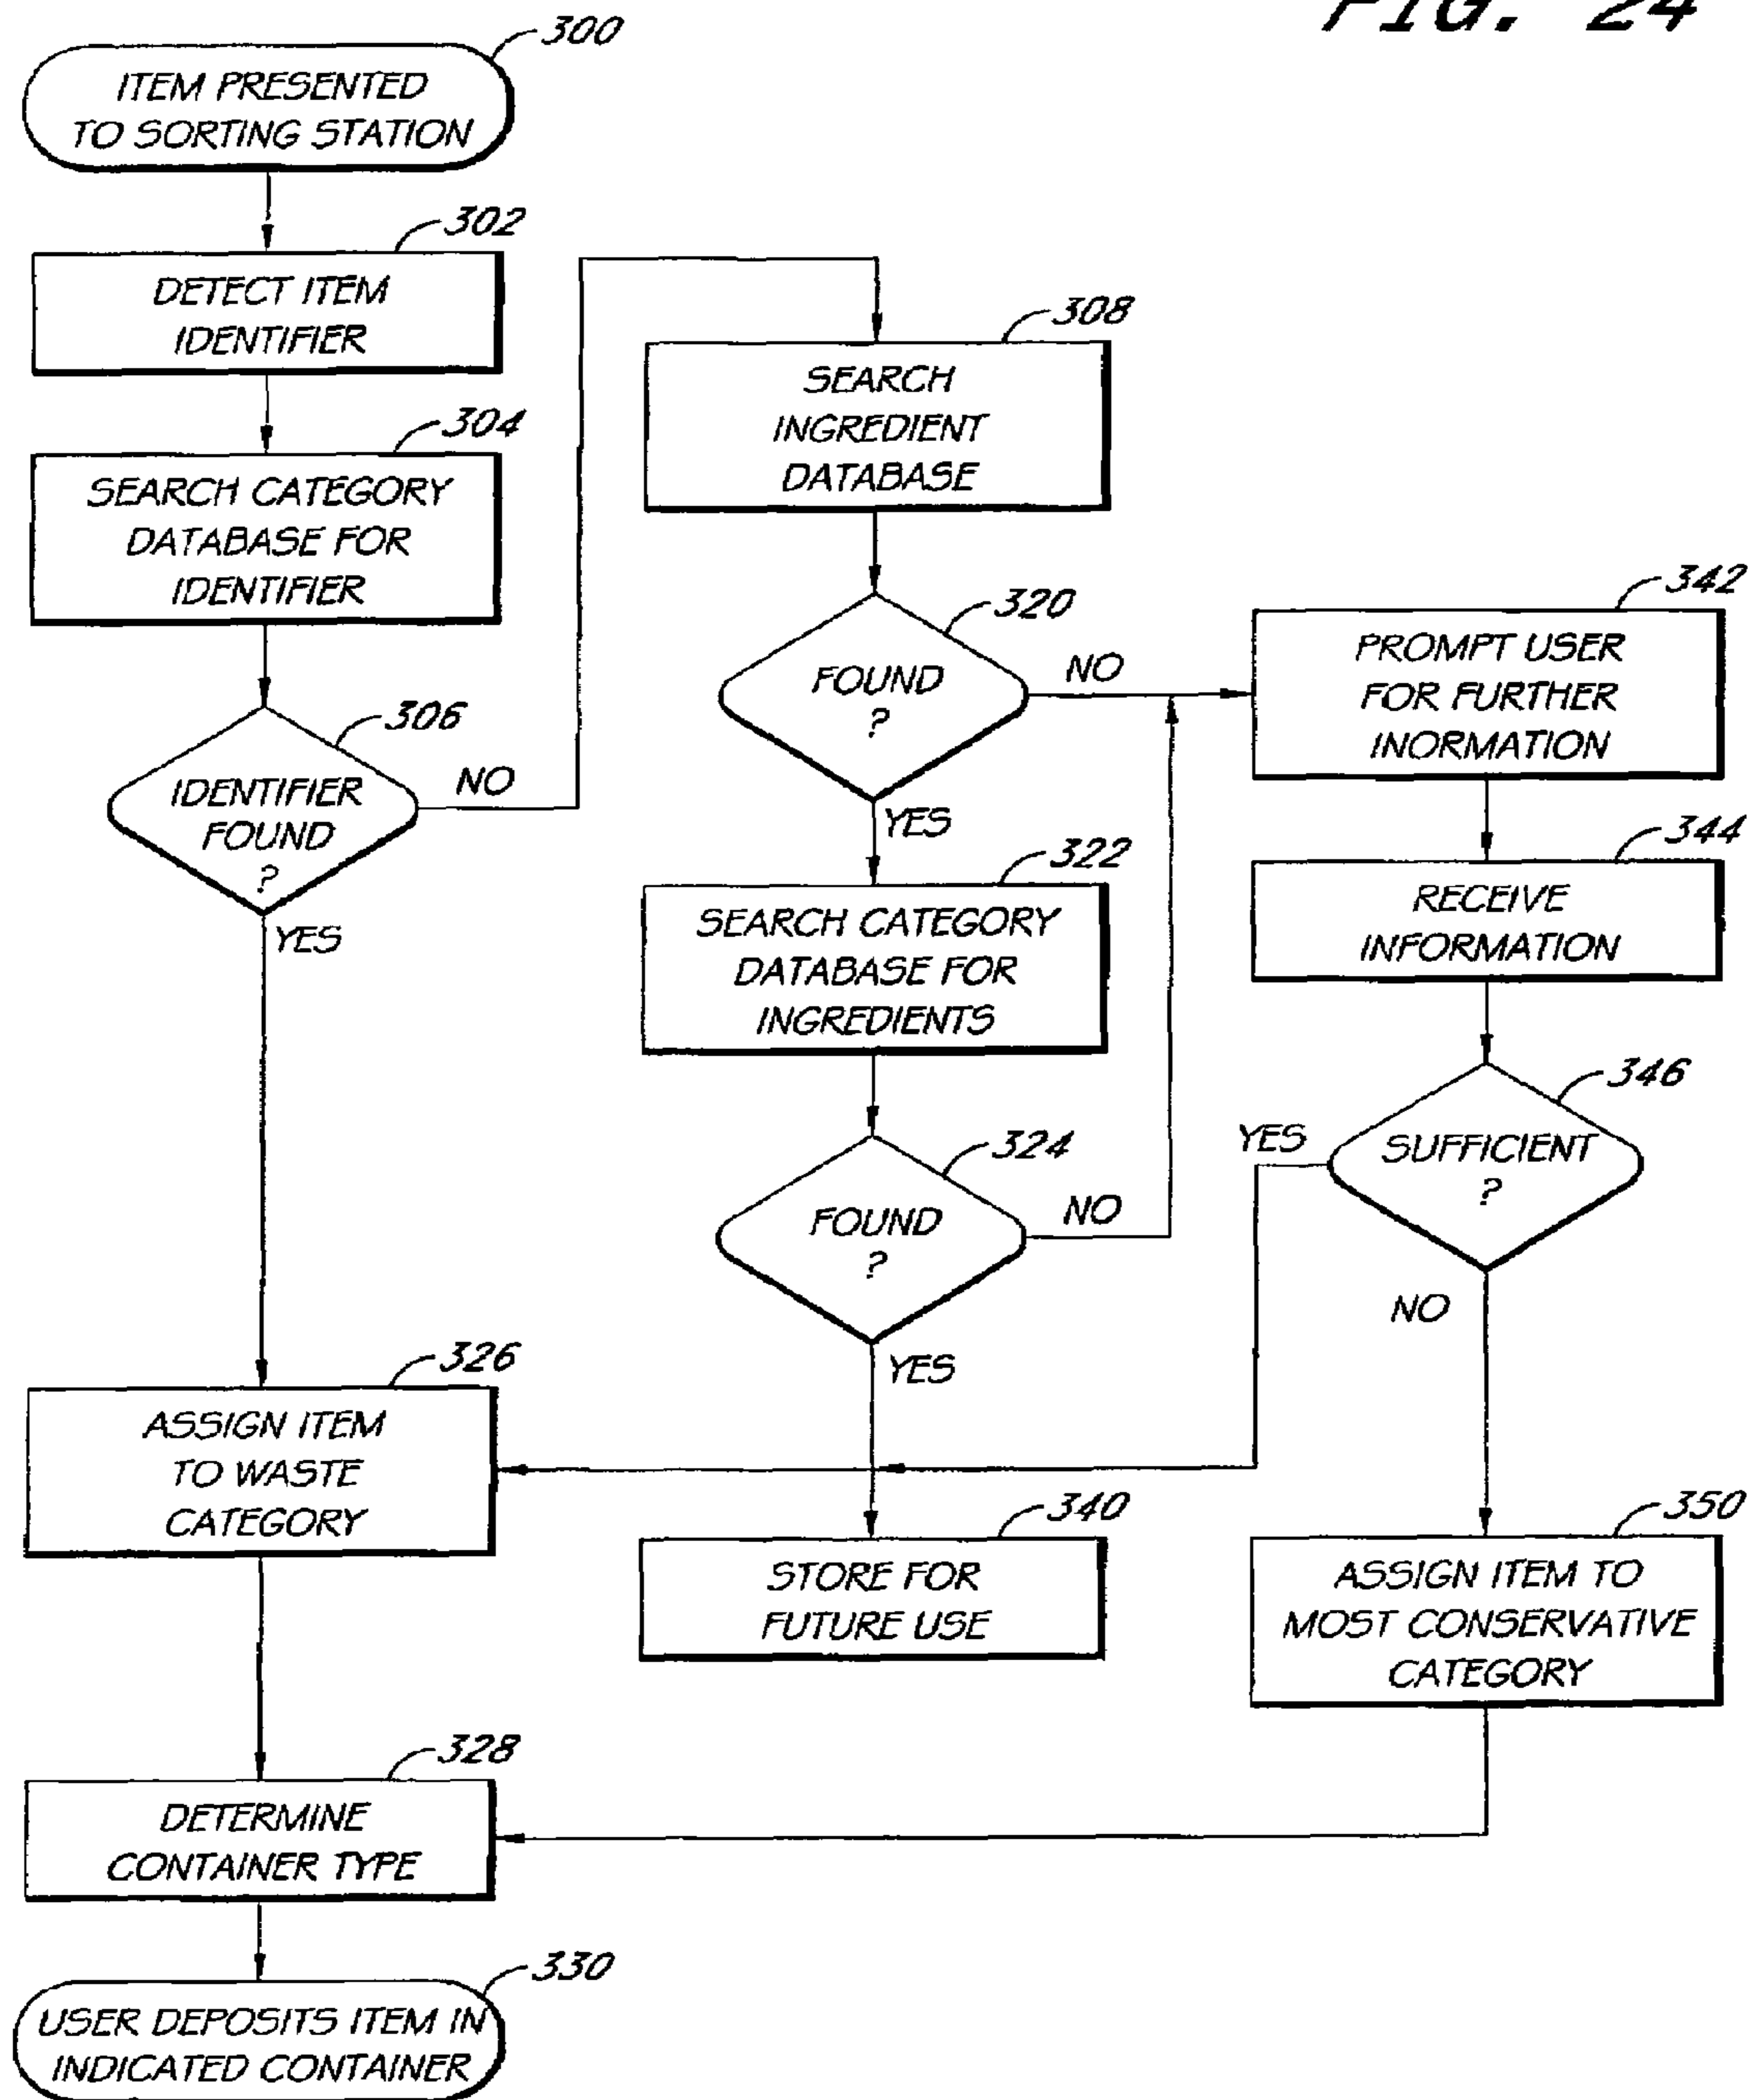 FIG. 24
300
ITEM PRESENTED
TO SORTING STATION
302
DETECT ITEM
IDENTIFIER
304
SEARCH CATEGORY
DATABASE FOR
IDENTIFIER
306
IDENTIFIER
FOUND
?
NO
YES
308
SEARCH
INGREDIENT
DATABASE
320
FOUND
?
NO
YES
322
SEARCH CATEGORY
DATABASE FOR
INGREDIENTS
324
FOUND
?
NO
YES
342
PROMPT USER
FOR FURTHER
INORMATION
344
RECEIVE
INFORMATION
346
SUFFICIENT
?
YES
NO
326
ASSIGN ITEM
TO WASTE
CATEGORY
340
STORE FOR
FUTURE USE
350
ASSIGN ITEM TO
MOST CONSERVATIVE
CATEGORY
328
DETERMINE
CONTAINER TYPE
330
USER DEPOSITS ITEM IN
INDICATED CONTAINER